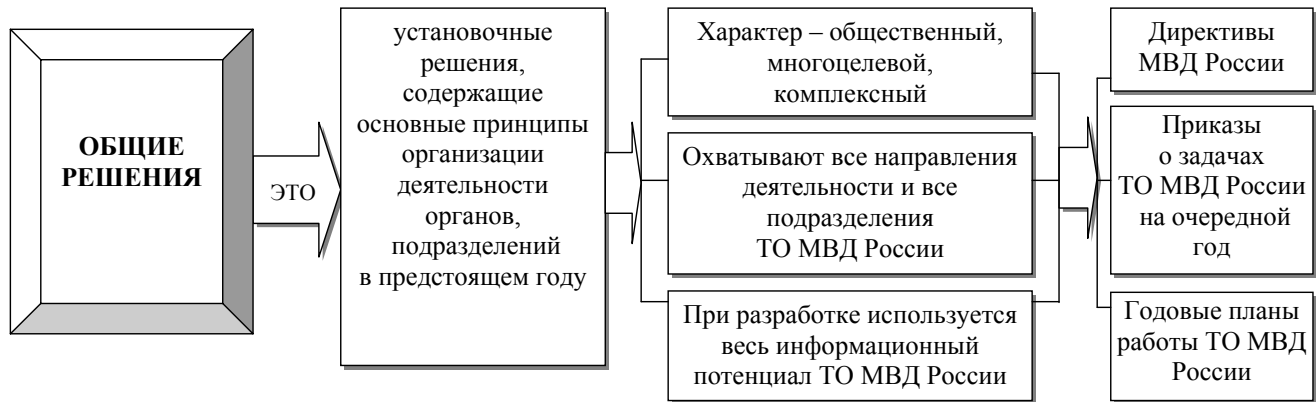 ОБЩИЕ
РЕШЕНИЯ
ЭТО
установочные
решения,
содержащие
основные принципы
организации
деятельности
органов,
подразделений
в предстоящем году
Характер – общественный,
многоцелевой,
комплексный
Охватывают все направления
деятельности и все
подразделения
ТО МВД России
При разработке используется
весь информационный
потенциал ТО МВД России
Директивы
МВД России
Приказы
о задачах
ТО МВД России
на очередной
год
Годовые планы
работы ТО МВД
России